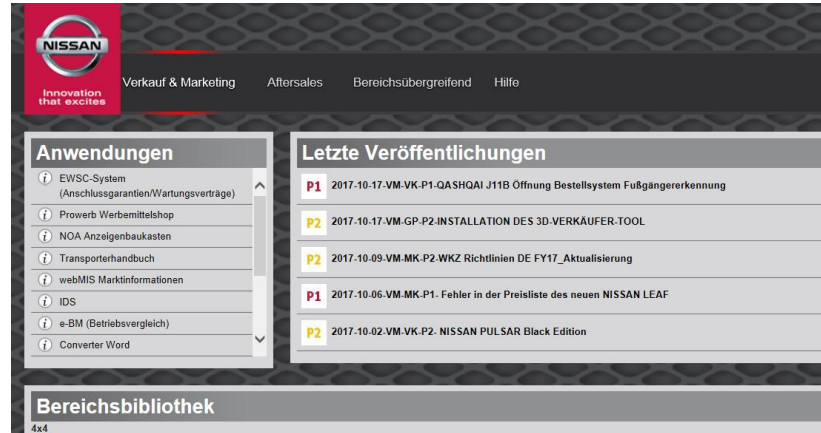 NISSAN
Innovation
that excites
Verkauf & Marketing
Aftersales
Bereichsübergreifend
Hilfe
Anwendungen
EWSC-System
(Anschlussgarantien/Wartungsverträge)
Prowerb Werbemittelshop
NOA Anzeigenbaukasten
Transporterhandbuch
webMIS Marktinformationen
IDS
e-BM (Betriebsvergleich)
Converter Word
Letzte Veröffentlichungen
P1 2017-10-17-VM-VK-P1-QASHQAI J11B Öffnung Bestellsystem Fußgängererkennung
P2 2017-10-17-VM-GP-P2-INSTALLATION DES 3D-VERKÄUFER-TOOL
P2 2017-10-09-VM-MK-P2-WKZ Richtlinien DE FY17_Aktualisierung
P1 2017-10-06-VM-MK-P1- Fehler in der Preisliste des neuen NISSAN LEAF
P2 2017-10-02-VM-VK-P2- NISSAN PULSAR Black Edition
Bereichsbibliothek
4x4